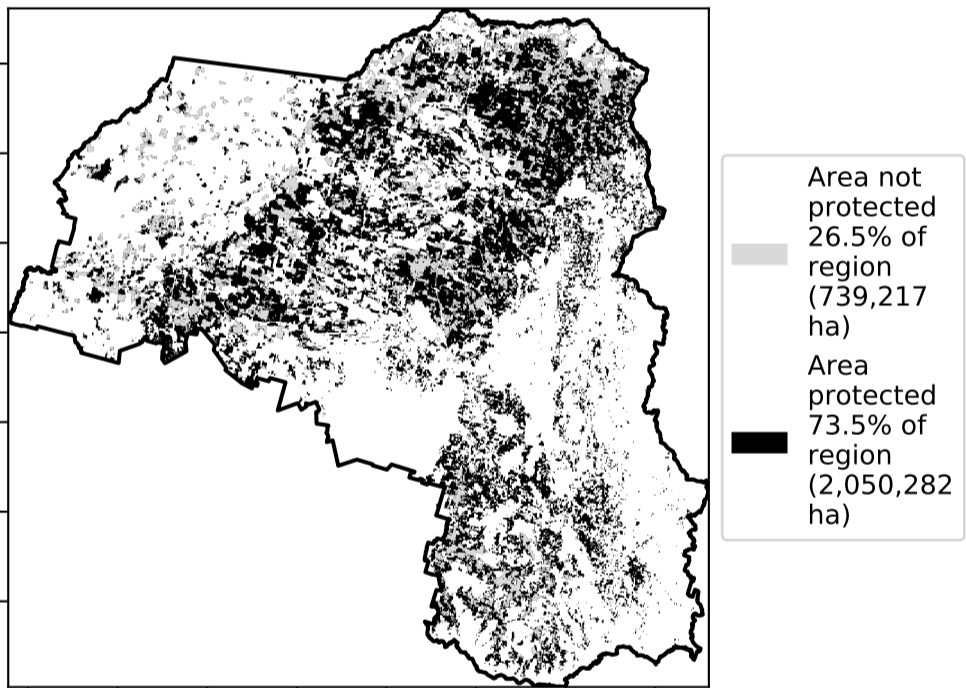 Area not
protected
26.5% of
region
(739,217
ha)
Area
protected
73.5% of
region
(2,050,282
ha)